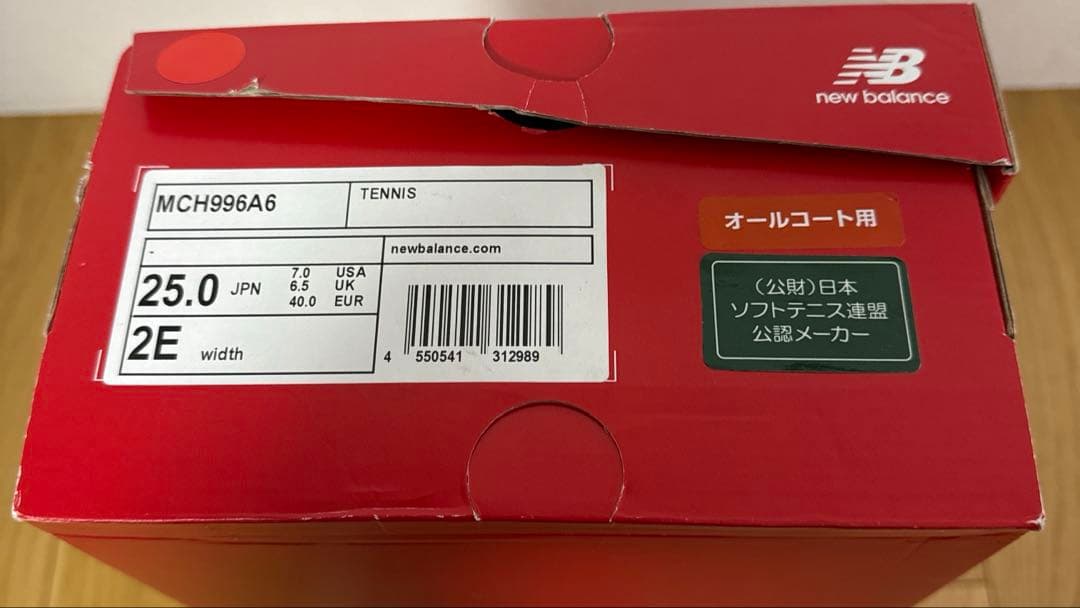 NB
new balance
MCH996A6
TENNIS
-
newbalance.com
25.0 JPN
7.0 USA
6.5 UK
40.0 EUR
2E width
4 550541 312989
オールコート用
(公財)日本
ソフトテニス連盟
公認メーカー